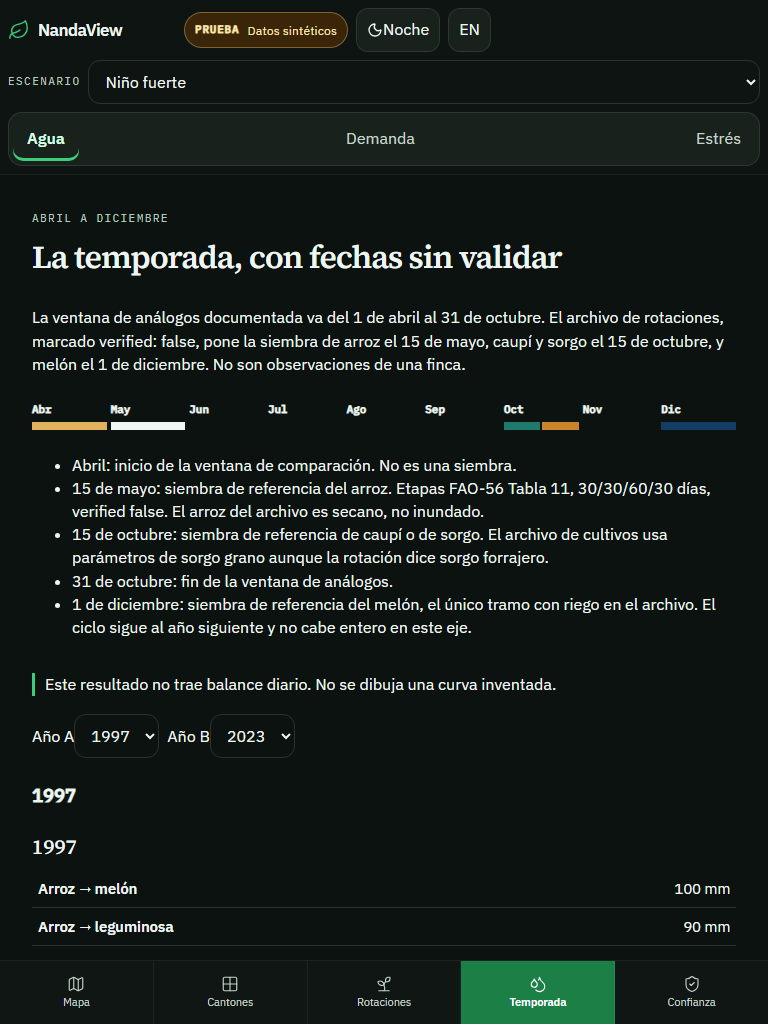 NandaView
PRUEBA Datos sintéticos
Noche
EN
ESCENARIO
Niño fuerte
Agua
Demanda
Estrés
ABRIL A DICIEMBRE
La temporada, con fechas sin validar
La ventana de análogos documentada va del 1 de abril al 31 de octubre. El archivo de rotaciones,
marcado verified: false, pone la siembra de arroz el 15 de mayo, caupí y sorgo el 15 de octubre, y
melón el 1 de diciembre. No son observaciones de una finca.
Abr May Jun Jul Ago Sep Oct Nov Dic
• Abril: inicio de la ventana de comparación. No es una siembra.
• 15 de mayo: siembra de referencia del arroz. Etapas FAO-56 Tabla 11, 30/30/60/30 días,
verified false. El arroz del archivo es secano, no inundado.
• 15 de octubre: siembra de referencia de caupí o de sorgo. El archivo de cultivos usa
parámetros de sorgo grano aunque la rotación dice sorgo forrajero.
• 31 de octubre: fin de la ventana de análogos.
• 1 de diciembre: siembra de referencia del melón, el único tramo con riego en el archivo. El
ciclo sigue al año siguiente y no cabe entero en este eje.
Este resultado no trae balance diario. No se dibuja una curva inventada.
Año A 1997 Año B 2023
1997
1997
Arroz → melón 100 mm
Arroz → leguminosa 90 mm
Mapa
Cantones
Rotaciones
Temporada
Confianza